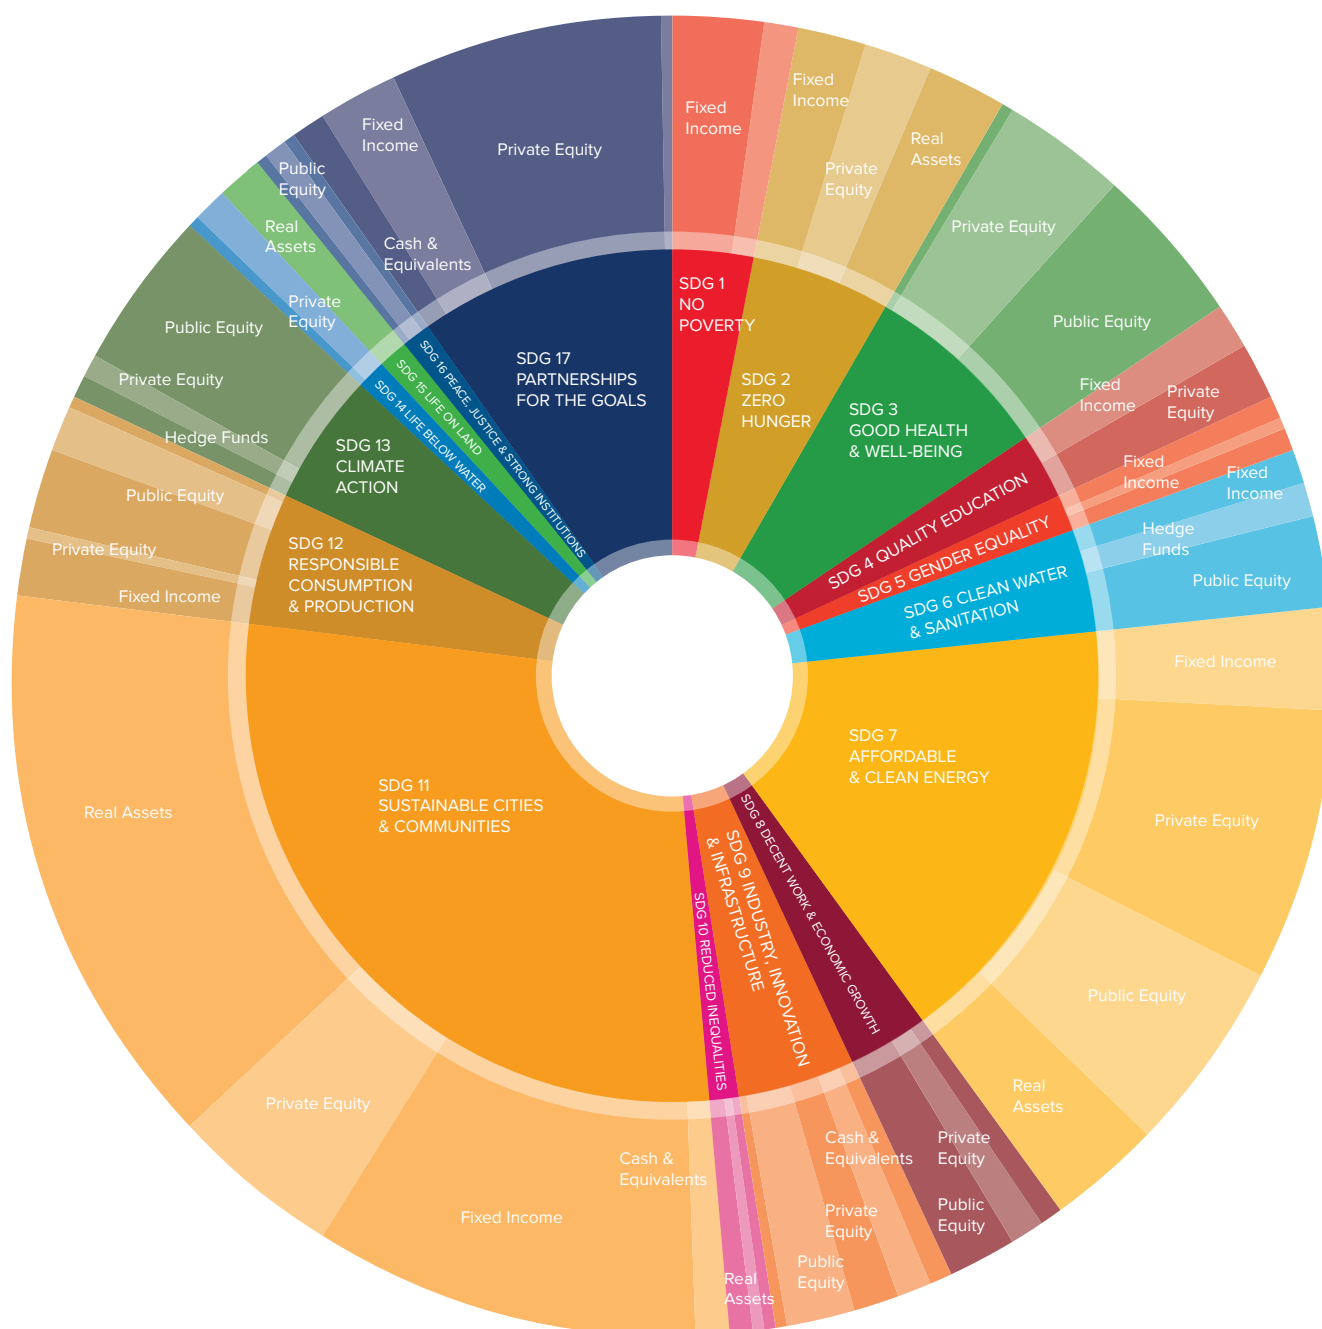 Fixed
Income
Fixed
Income
Private
Equity
Real
Assets
Private Equity
Public Equity
Fixed
Income
Private
Equity
Fixed
Income
Fixed
Income
Hedge
Funds
Public Equity
Fixed Income
Private Equity
Public Equity
Real
Assets
Private
Equity
Public
Equity
Cash &
Equivalents
Private
Equity
Public
Equity
Real
Assets
Cash &
Equivalents
Fixed Income
Private Equity
Real Assets
Fixed Income
Private Equity
Public Equity
Hedge Funds
Private Equity
Public Equity
Private
Equity
Real
Assets
Public
Equity
Cash &
Equivalents
Fixed
Income
Private Equity
SDG 1
NO
POVERTY
SDG 2
ZERO
HUNGER
SDG 3
GOOD HEALTH
& WELL-BEING
SDG 4 QUALITY EDUCATION
SDG 5 GENDER EQUALITY
SDG 6 CLEAN WATER
& SANITATION
SDG 7
AFFORDABLE
& CLEAN ENERGY
SDG 8 DECENT WORK & ECONOMIC GROWTH
SDG 9 INDUSTRY, INNOVATION
& INFRASTRUCTURE
SDG 10 REDUCED INEQUALITIES
SDG 11
SUSTAINABLE CITIES
& COMMUNITIES
SDG 12
RESPONSIBLE
CONSUMPTION
& PRODUCTION
SDG 13
CLIMATE
ACTION
SDG 14 LIFE BELOW WATER
SDG 15 LIFE ON LAND
SDG 16 PEACE, JUSTICE & STRONG INSTITUTIONS
SDG 17
PARTNERSHIPS
FOR THE GOALS